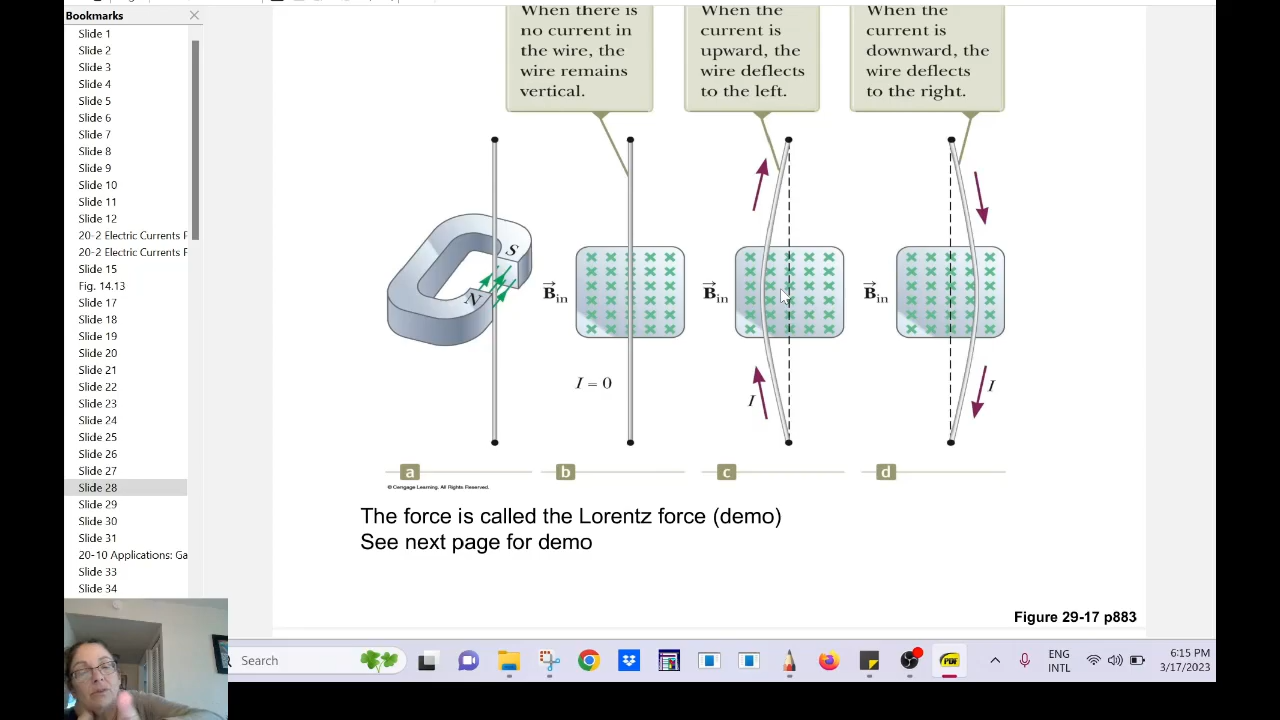 Bookmarks
Slide 1
Slide 2
Slide 3
Slide 4
Slide 5
Slide 6
Slide 7
Slide 8
Slide 9
Slide 10
Slide 11
Slide 12
20-2 Electric Currents
20-2 Electric Currents
Slide 15
Fig. 14.13
Slide 17
Slide 18
Slide 19
Slide 20
Slide 21
Slide 22
Slide 23
Slide 24
Slide 25
Slide 26
Slide 27
Slide 28
Slide 29
Slide 30
Slide 31
20-10 Applications: Ga
Slide 33
Slide 34
When there is
no current in
the wire, the
wire remains
vertical.
When the
current is
upward, the
wire deflects
to the left.
When the
current is
downward, the
wire deflects
to the right.
S
N
B in
B in
B in
I = 0
I
I
a
b
c
d
© Cengage Learning. All Rights Reserved.
The force is called the Lorentz force (demo)
See next page for demo
Figure 29-17 p883
Search
PDF
ENG
INTL
6:15 PM
3/17/2023